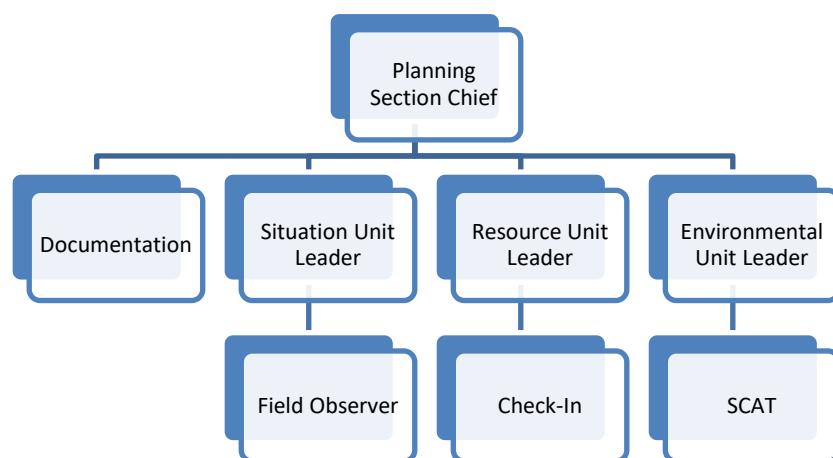 Planning
Section Chief
Documentation
Situation Unit
Leader
Resource Unit
Leader
Environmental
Unit Leader
Field Observer
Check-In
SCAT